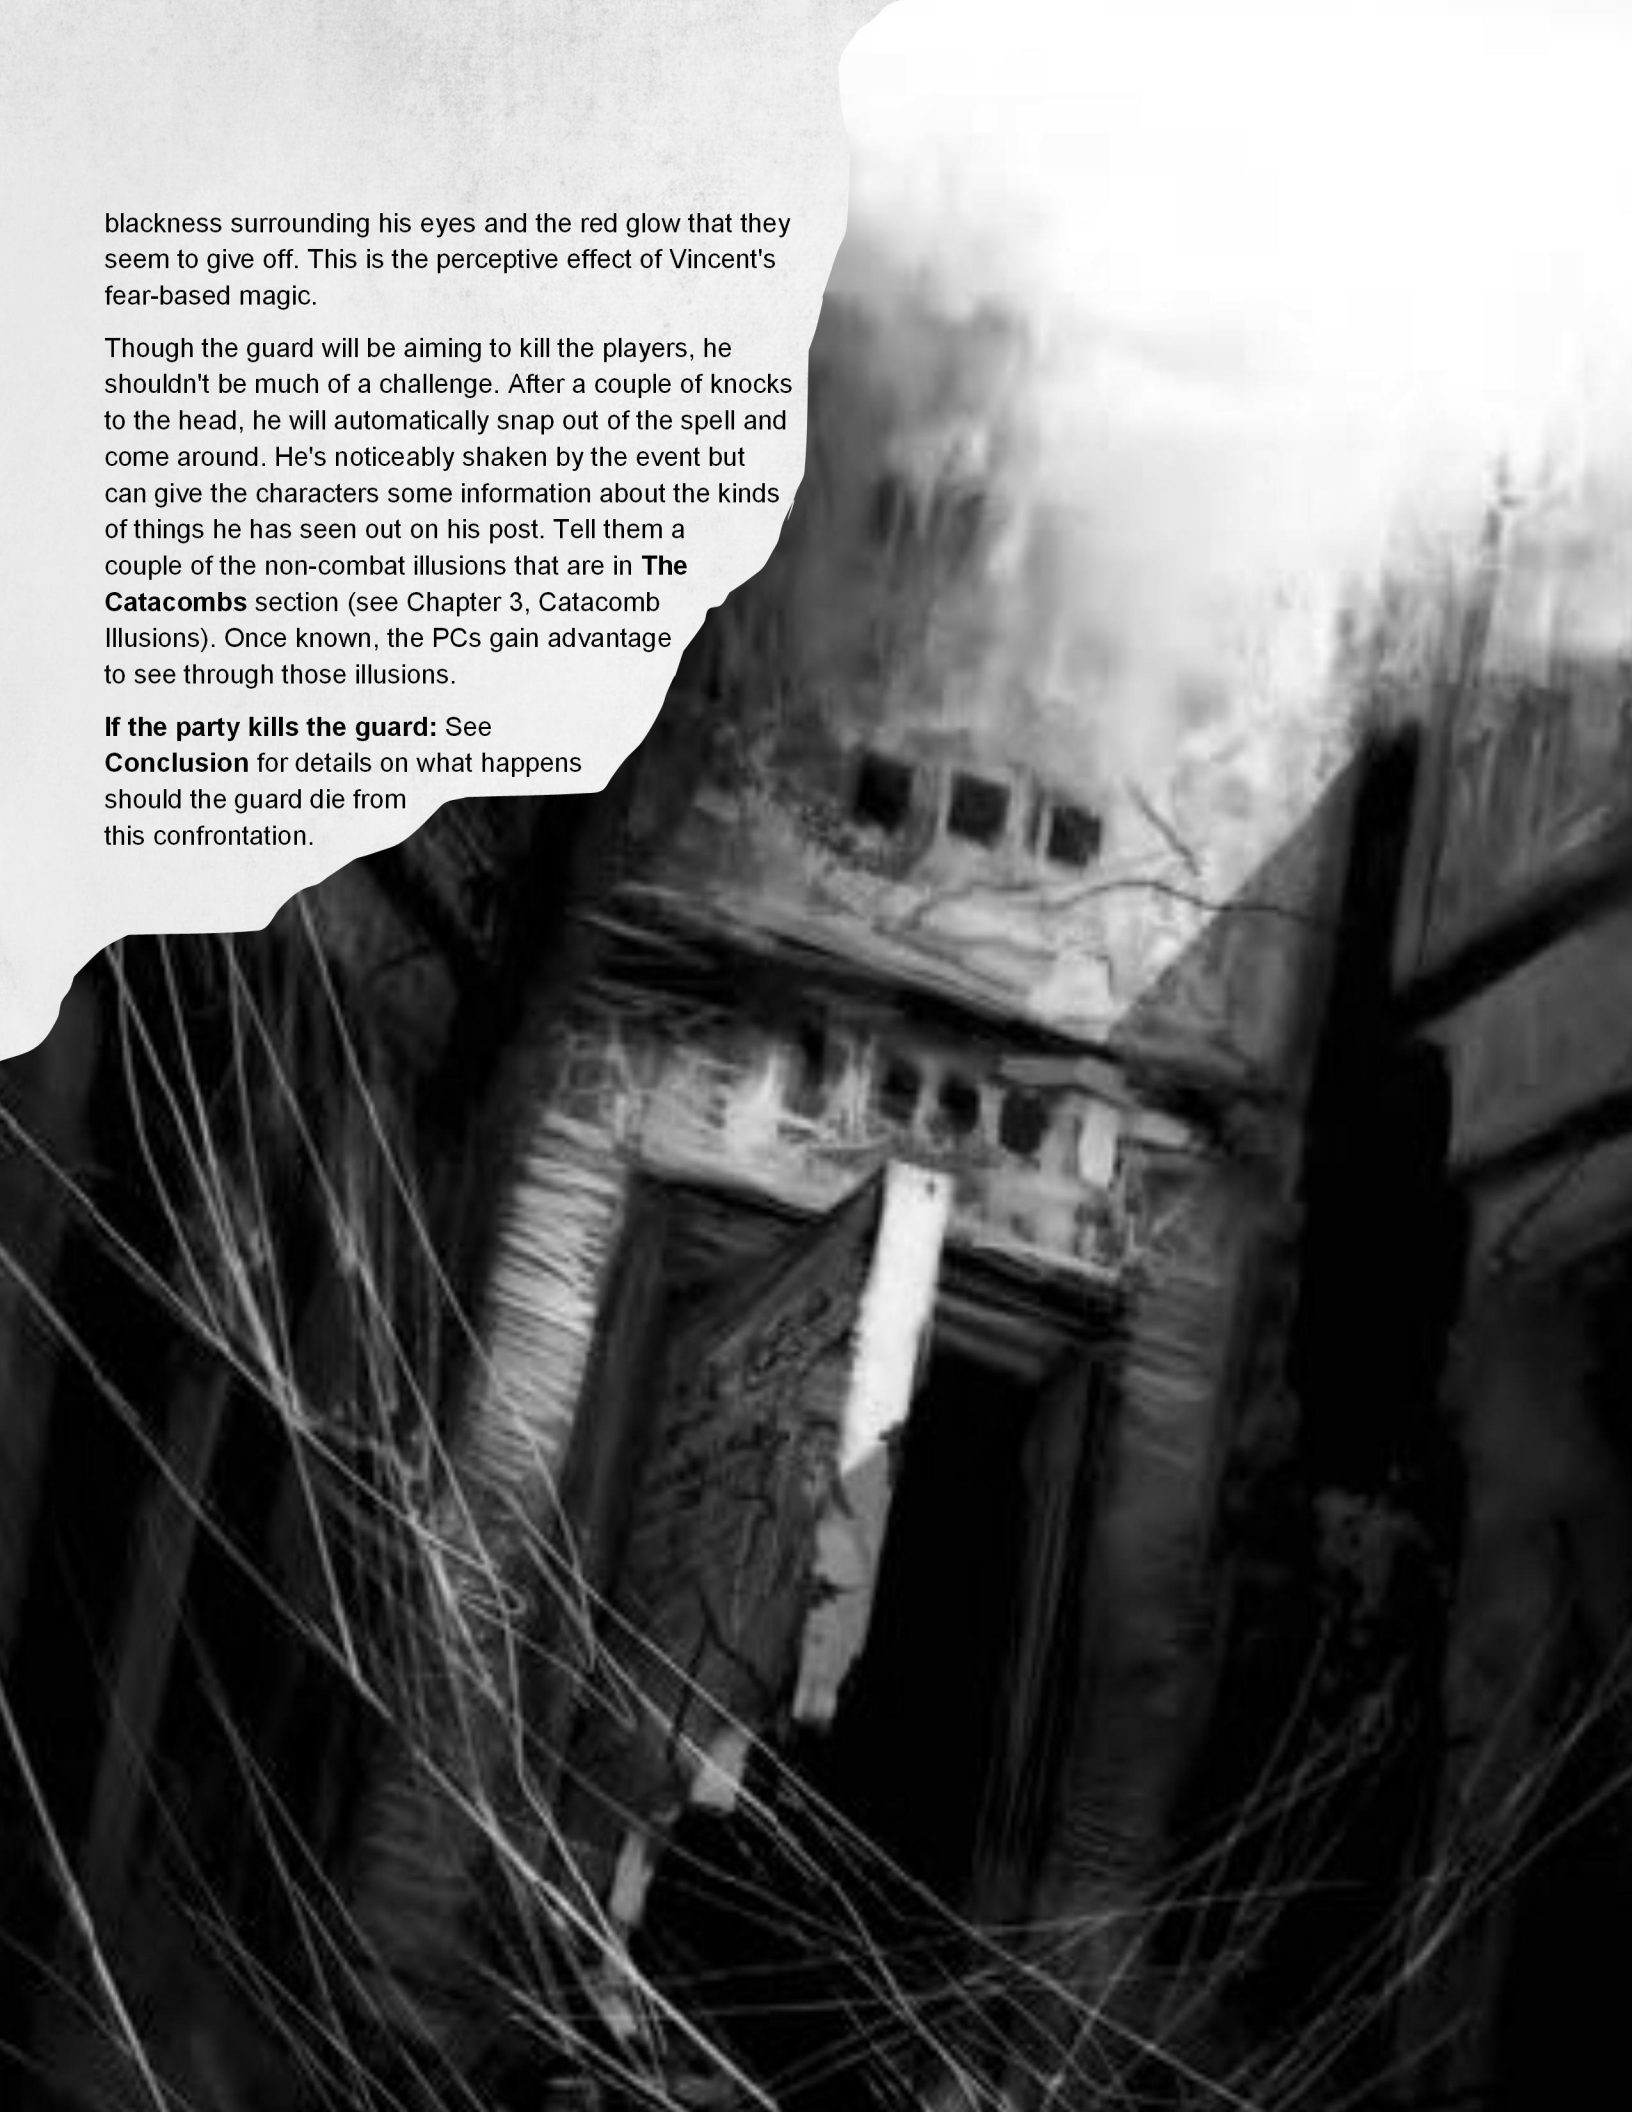 blackness surrounding his eyes and the red glow that they
seem to give off. This is the perceptive effect of Vincent's
fear-based magic.
Though the guard will be aiming to kill the players, he
shouldn't be much of a challenge. After a couple of knocks
to the head, he will automatically snap out of the spell and
come around. He's noticeably shaken by the event but
can give the characters some information about the kinds
of things he has seen out on his post. Tell them a
couple of the non-combat illusions that are in The
Catacombs section (see Chapter 3, Catacomb
Illusions). Once known, the PCs gain advantage
to see through those illusions.
If the party kills the guard: See
Conclusion for details on what happens
should the guard die from
this confrontation.